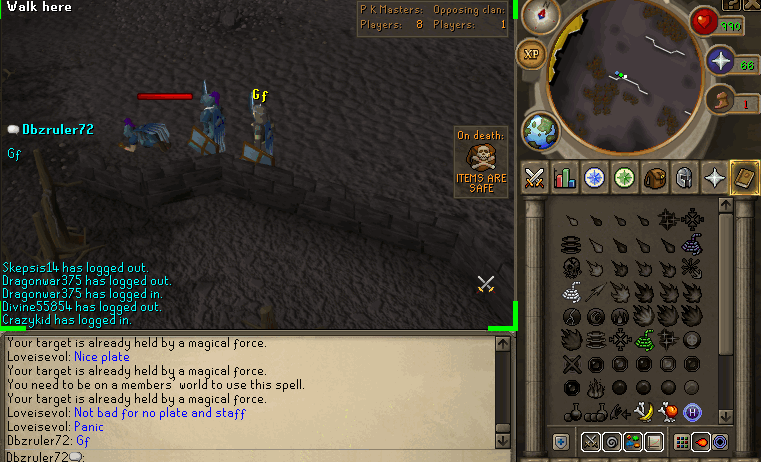 Walk here
P K Masters: Opposing clan:
Players: 8 Players: 1
990
XP
66
1
Gf
Dbzruler72
Gf
On death:
ITEMS ARE
SAFE
Skepsis14 has logged out.
Dragonwar375 has logged out.
Dragonwar375 has logged in.
Divine55854 has logged out.
Crazykid has logged in.
Your target is already held by a magical force.
Loveisevol: Nice plate
Your target is already held by a magical force.
You need to be on a members' world to use this spell.
Your target is already held by a magical force.
Loveisevol: Not bad for no plate and staff
Loveisevol: Panic
Dbzruler72: Gf
Dbzruler72:
H